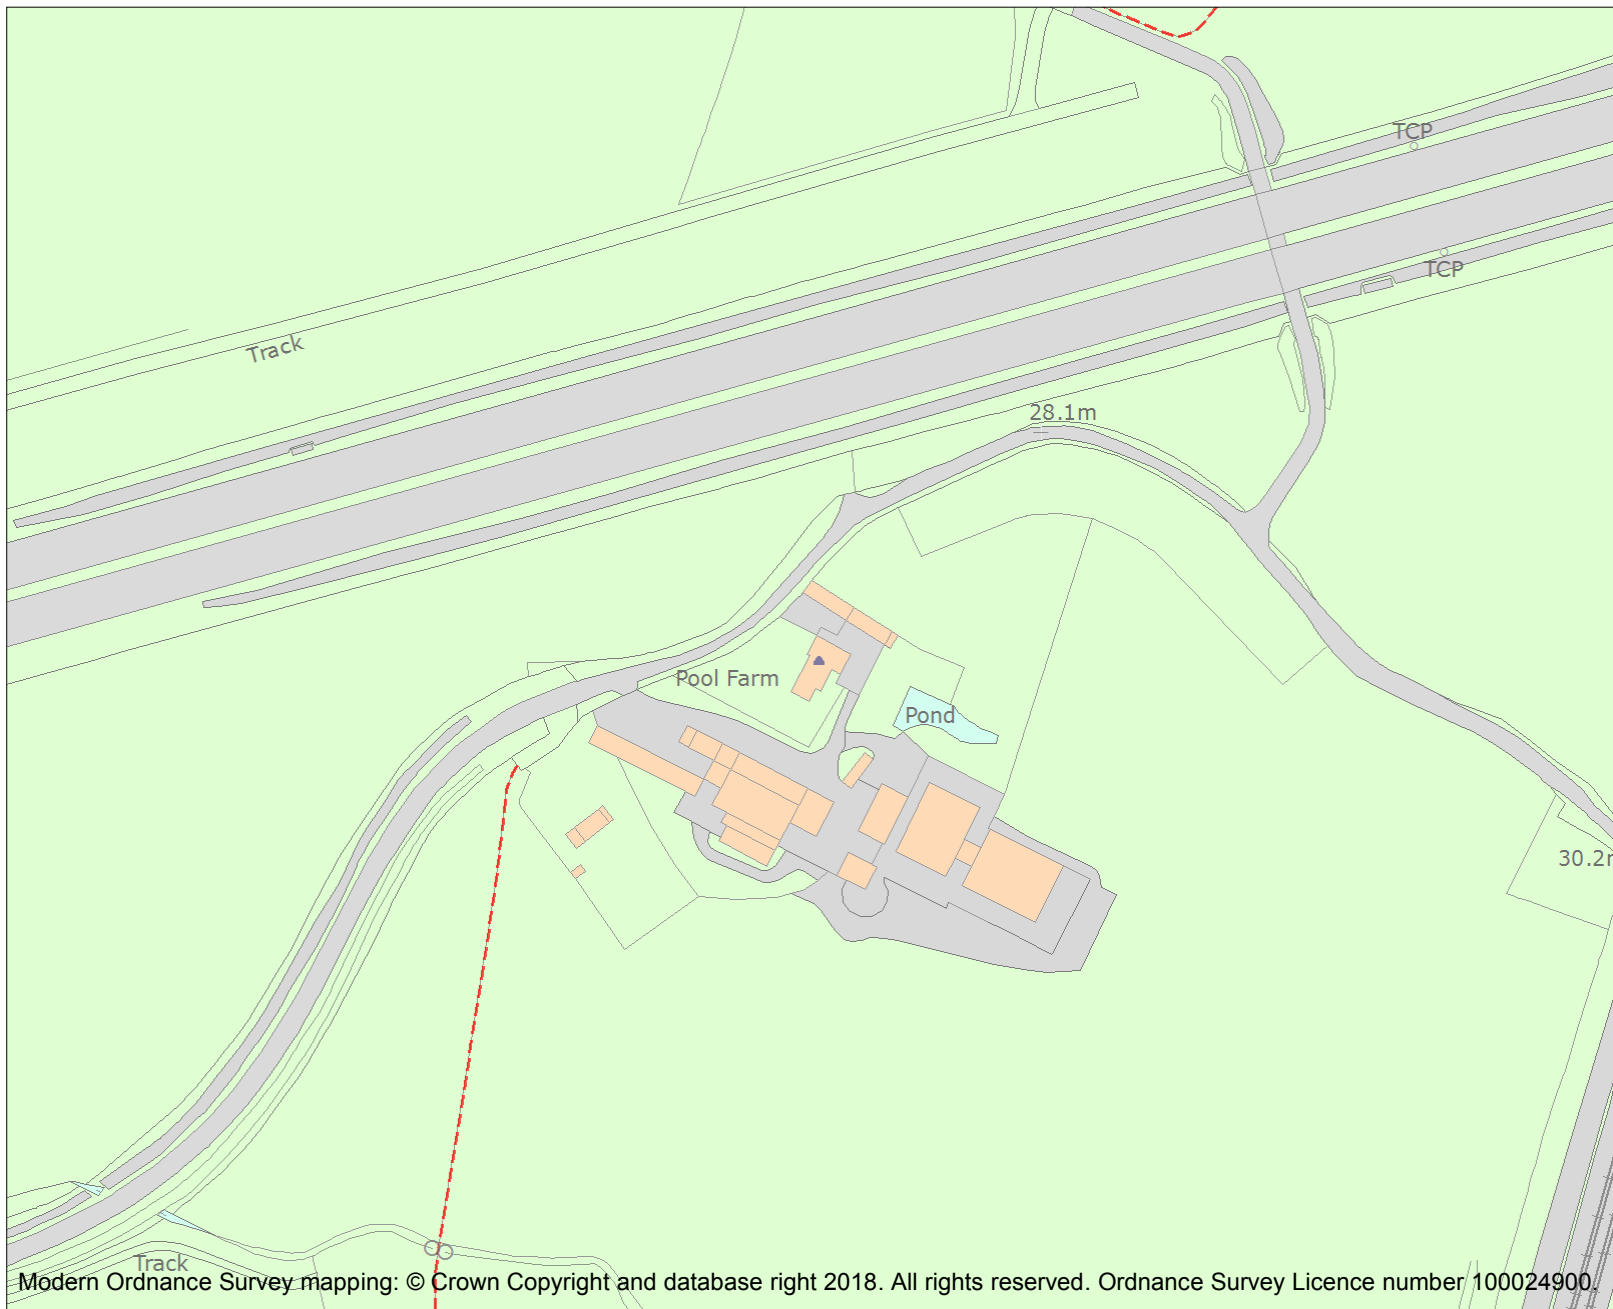 TCP
TCP
Track
28.1m
Pool Farm
Pond
30.2m
Track
Modern Ordnance Survey mapping: © Crown Copyright and database right 2018. All rights reserved. Ordnance Survey Licence number 100024900.